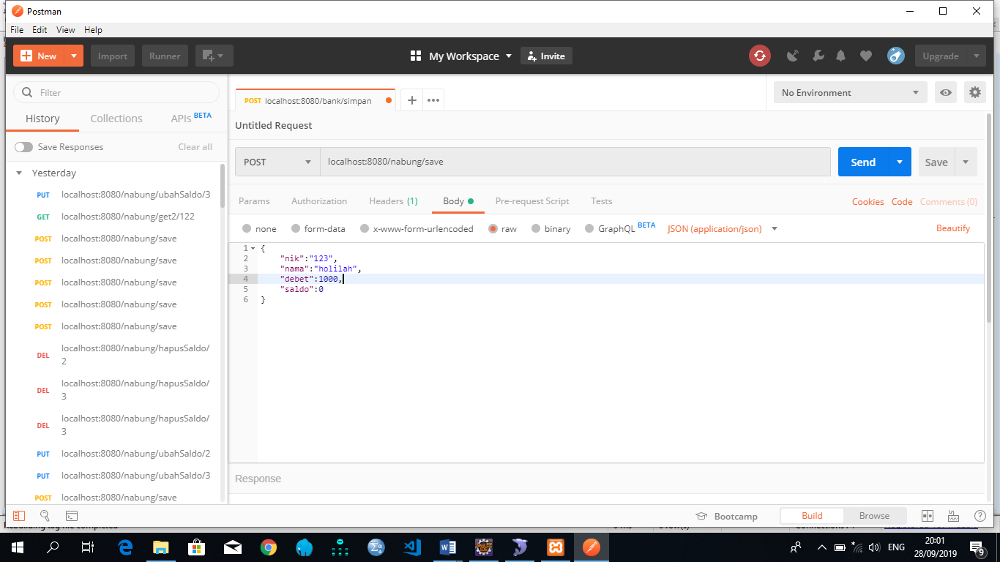 Postman
File Edit View Help
New Import Runner My Workspace Invite Upgrade
Filter
History Collections APIs BETA
Save Responses Clear all
Yesterday
PUT localhost:8080/nabung/ubahSaldo/3
GET localhost:8080/nabung/get2/122
POST localhost:8080/nabung/save
POST localhost:8080/nabung/save
POST localhost:8080/nabung/save
POST localhost:8080/nabung/save
POST localhost:8080/nabung/save
DEL localhost:8080/nabung/hapusSaldo/
2
DEL localhost:8080/nabung/hapusSaldo/
3
DEL localhost:8080/nabung/hapusSaldo/
3
PUT localhost:8080/nabung/ubahSaldo/2
PUT localhost:8080/nabung/ubahSaldo/3
POST localhost:8080/nabung/save
POST localhost:8080/bank/simpan
No Environment
Untitled Request
POST localhost:8080/nabung/save Send Save
Params Authorization Headers (1) Body Pre-request Script Tests Cookies Code Comments (0)
none form-data x-www-form-urlencoded raw binary GraphQL BETA JSON (application/json) Beautify
1 {
2 "nik":"123",
3 "nama":"holilah",
4 "debet":1000,
5 "saldo":0
6 }
Response
Bootcamp Build Browse
ENG
20:01
28/09/2019
9